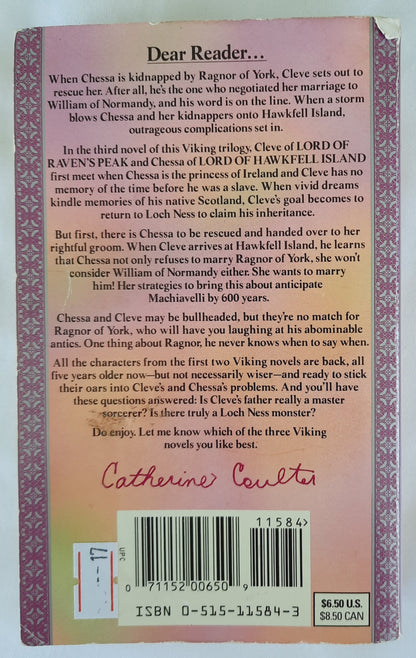 Dear Reader...
When Chessa is kidnapped by Ragnor of York, Cleve sets out to
rescue her. After all, he's the one who negotiated her marriage to
William of Normandy, and his word is on the line. When a storm
blows Chessa and her kidnappers onto Hawkfell Island,
outrageous complications set in.
In the third novel of this Viking trilogy, Cleve of LORD OF
RAVEN'S PEAK and Chessa of LORD OF HAWKFELL ISLAND
first meet when Chessa is the princess of Ireland and Cleve has no
memory of the time before he was a slave. When vivid dreams
kindle memories of his native Scotland, Cleve's goal becomes to
return to Loch Ness to claim his inheritance.
But first, there is Chessa to be rescued and handed over to her
rightful groom. When Cleve arrives at Hawkfell Island, he learns
that Chessa not only refuses to marry Ragnor of York, she won't
consider William of Normandy either. She wants to marry
him! Her strategies to bring this about anticipate
Machiavelli by 600 years.
Chessa and Cleve may be bullheaded, but they're no match for
Ragnor of York, who will have you laughing at his abominable
antics. One thing about Ragnor, he never knows when to say when.
All the characters from the first two Viking novels are back, all
five years older now—but not necessarily wiser—and ready to stick
their oars into Cleve's and Chessa's problems. And you'll have
these questions answered: Is Cleve's father really a master
sorcerer? Is there truly a Loch Ness monster?
Do enjoy. Let me know which of the three Viking
novels you like best.
Catherine Coulter
11584>
17
UPC
0 71152 00650 9
ISBN 0-515-11584-3
$6.50 U.S.
$8.50 CAN